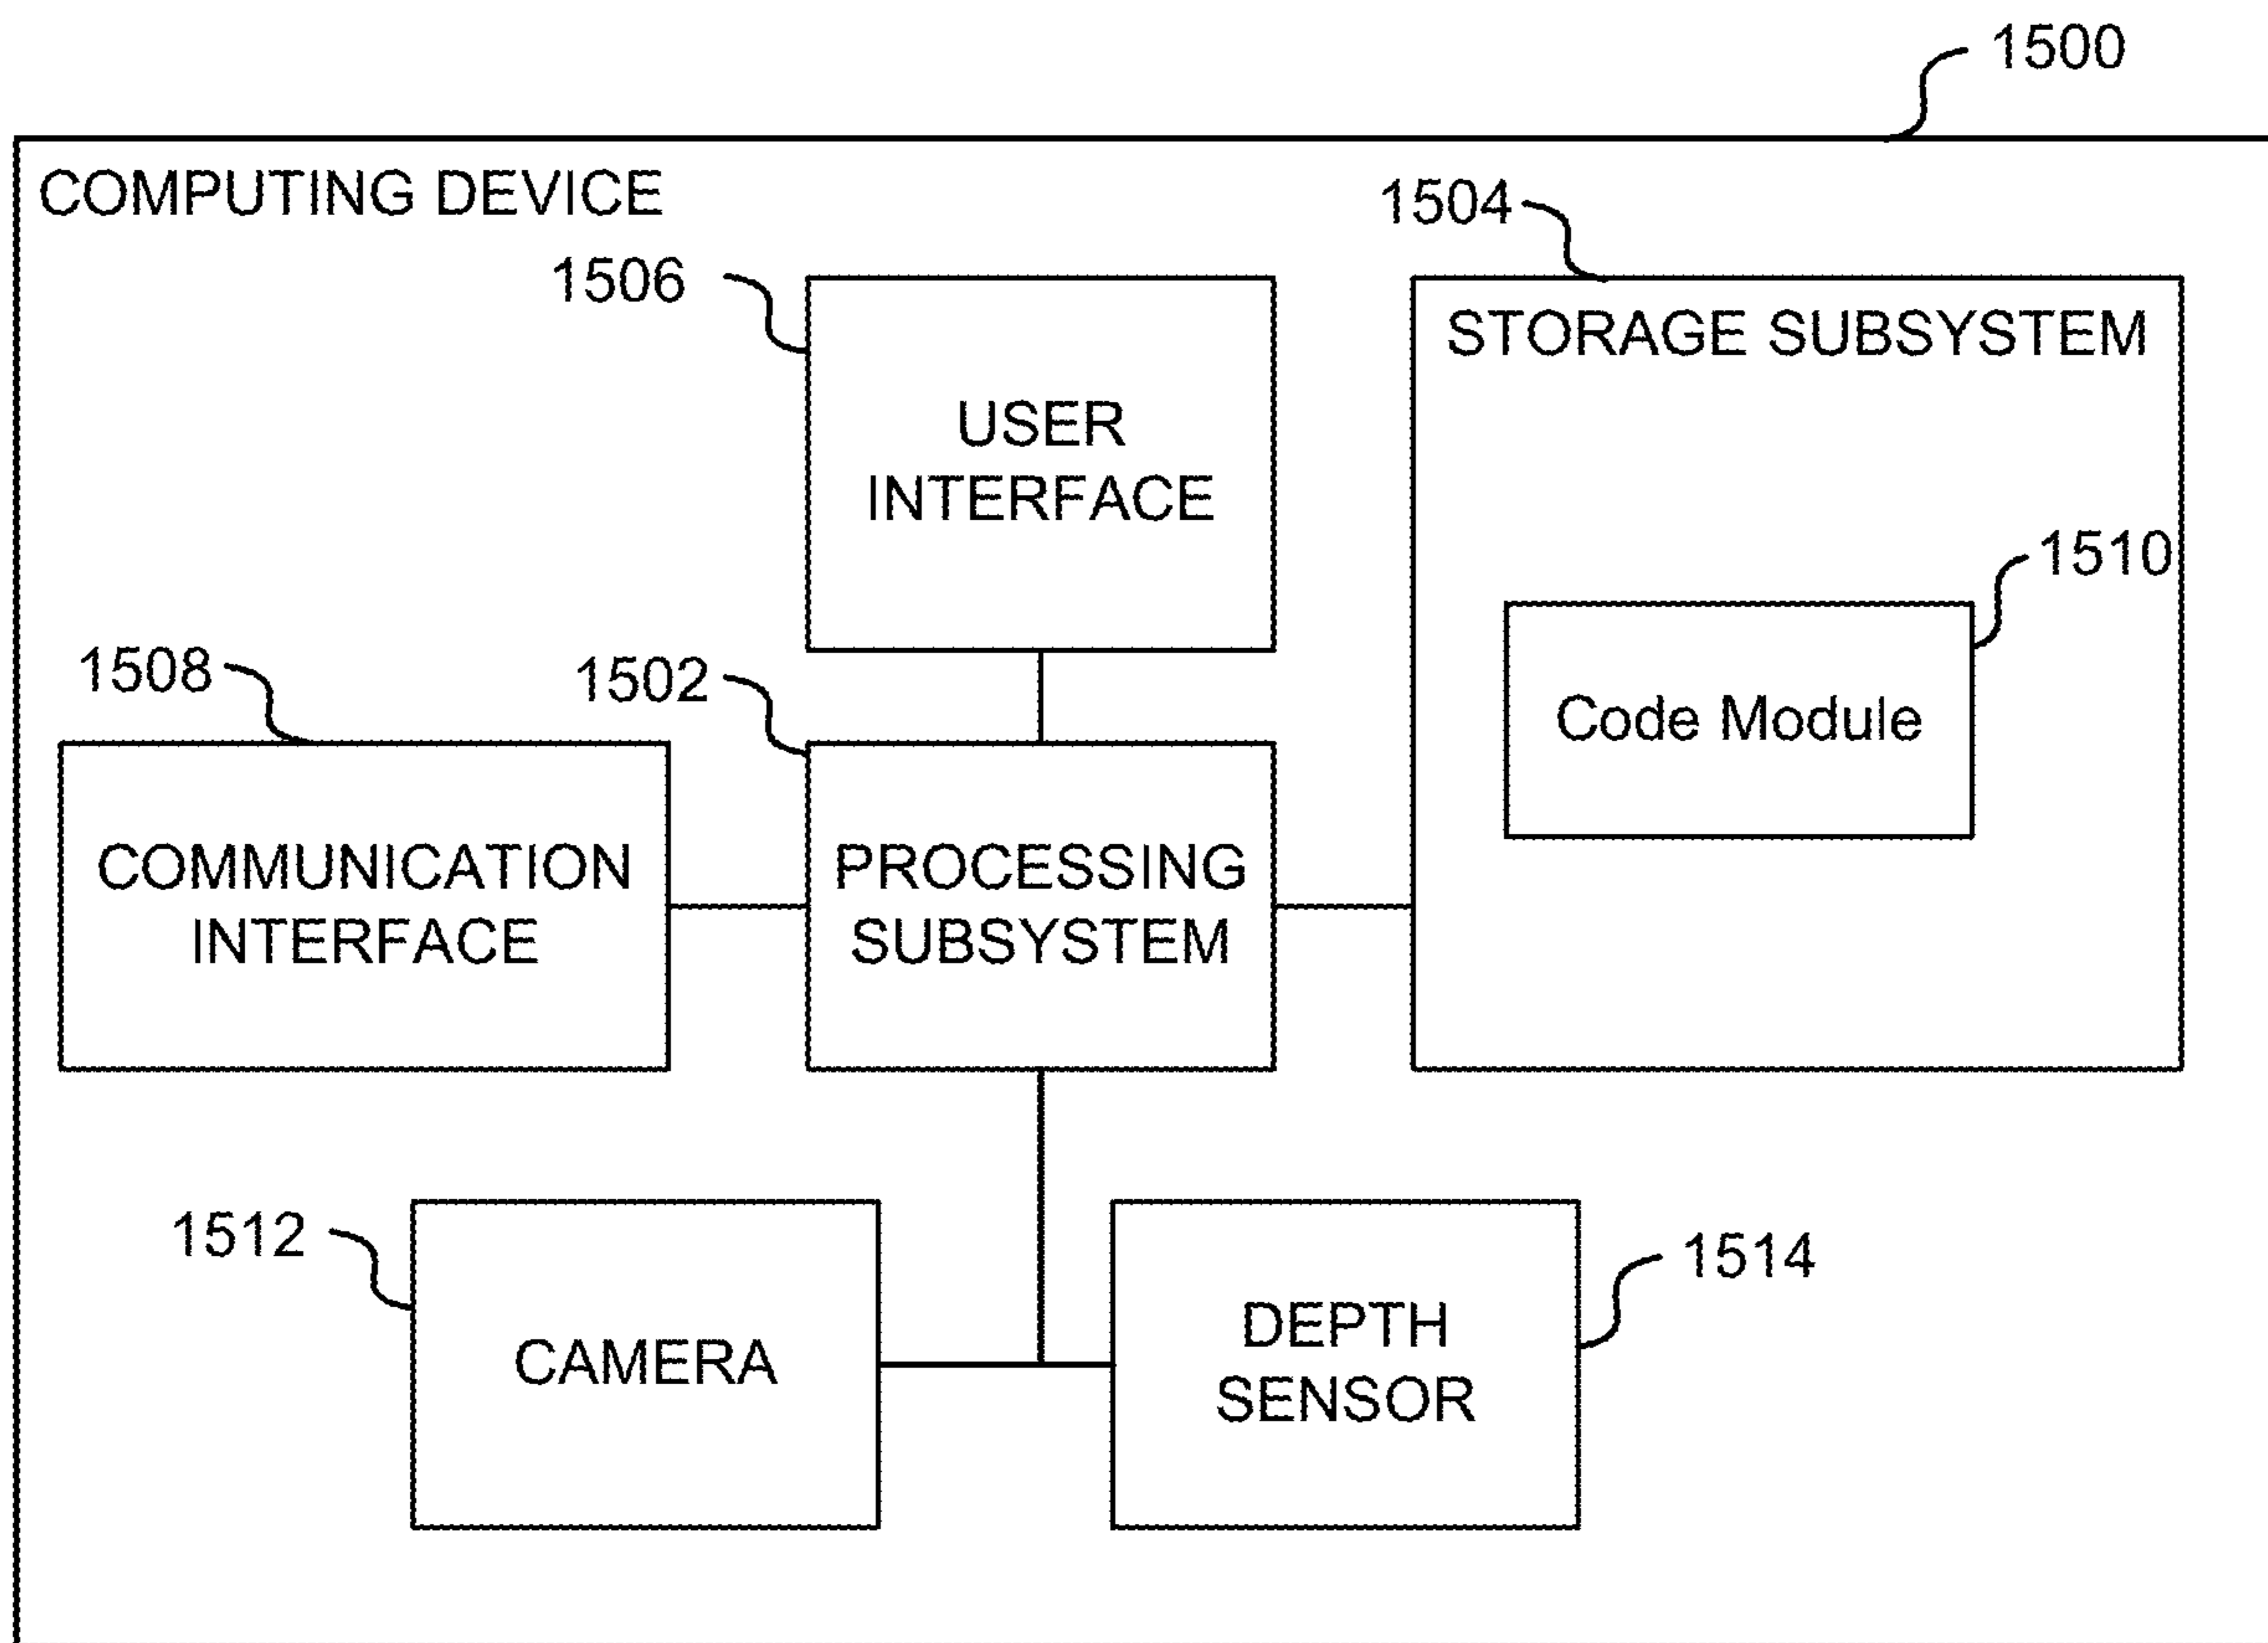 1500
COMPUTING DEVICE
1504
1506
STORAGE SUBSYSTEM
USER
INTERFACE
1510
1508
1502
Code Module
COMMUNICATION
INTERFACE
PROCESSING
SUBSYSTEM
1512
1514
CAMERA
DEPTH
SENSOR